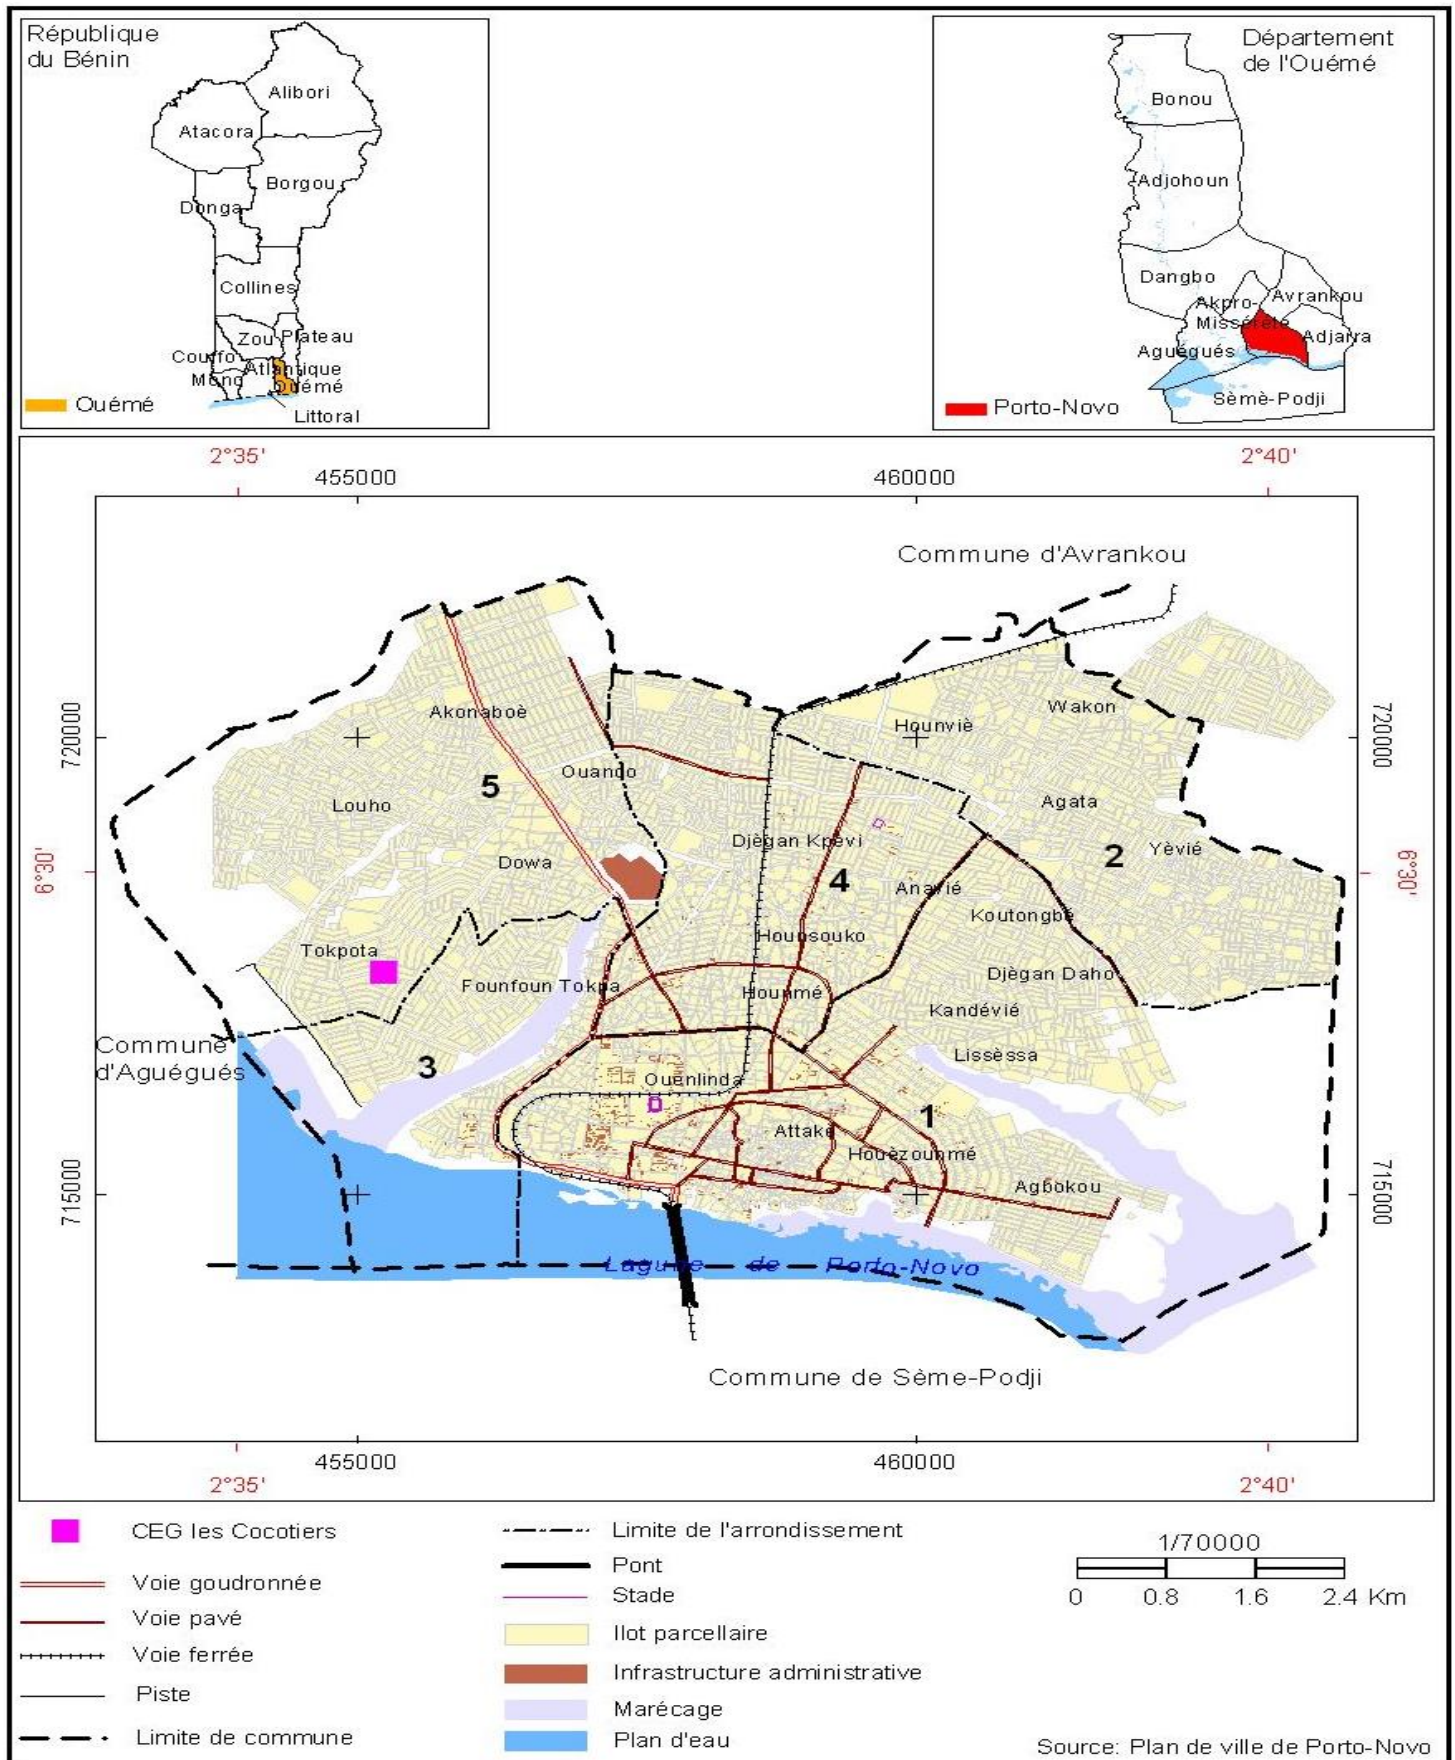 République
du Bénin
Alibori
Atacora
Borgou
Donga
Collines
Zou
Plateau
Couffo
Atlantique
Mono
Ouémé
Littoral
Ouémé
Département
de l'Ouémé
Bonou
Adjohoun
Dangbo
Akpro-
Missérété
Avrankou
Adjarra
Aguégués
Sèmè-Podji
Porto-Novo
2°35'
2°40'
455000
460000
Commune d'Avrankou
720000
720000
Wakon
Akonaboè
Hounviè
Ouando
5
Louho
Agata
Djègan Kpèvi
Yèvié
2
6°30'
6°30'
Dowa
4
Anavié
Koutongbé
Houosouko
Tokpota
Djègan Daho
Founfoun Tokpa
Hounmé
Kandévié
Commune
d'Aguégués
Lissèssa
3
Ouenlinda
1
Attaké
Houèzounmé
Agbokou
715000
715000
Lagune de Porto-Novo
Commune de Sème-Podji
455000
460000
2°35'
2°40'
CEG les Cocotiers
Voie goudronnée
Voie pavé
Voie ferrée
Piste
Limite de commune
Limite de l'arrondissement
Pont
Stade
Ilot parcellaire
Infrastructure administrative
Marécage
Plan d'eau
1/70000
0 0.8 1.6 2.4 Km
Source: Plan de ville de Porto-Novo